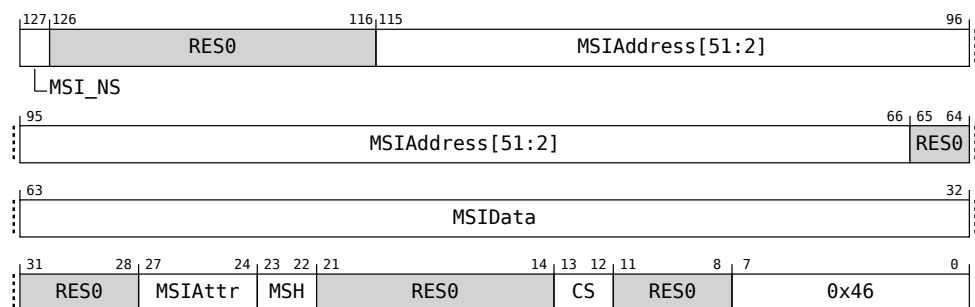 127 126 116 115 96
RES0 MSIAddress[51:2]
MSI_NS
95 66 65 64
MSIAddress[51:2] RES0
63 32
MSIData
31 28 27 24 23 22 21 14 13 12 11 8 7 0
RES0 MSIAttr MSH RES0 CS RES0 0x46